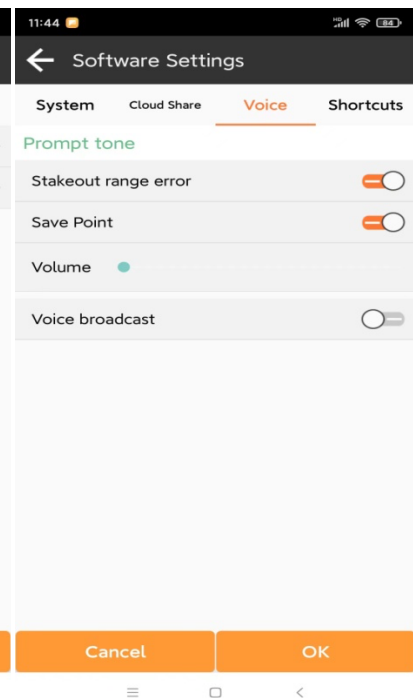 11:44
HD
84
Software Settings
System Cloud Share Voice Shortcuts
Prompt tone
Stakeout range error
Save Point
Volume
Voice broadcast
Cancel OK